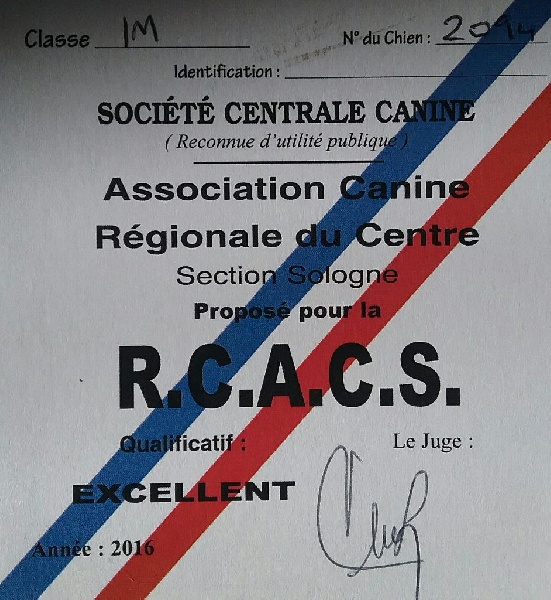 Classe 1M N° du Chien : 2094
Identification :
SOCIÉTÉ CENTRALE CANINE
( Reconnue d'utilité publique )
Association Canine
Régionale du Centre
Section Sologne
Proposé pour la
R.C.A.C.S.
Qualificatif : Le Juge :
EXCELLENT
Année : 2016